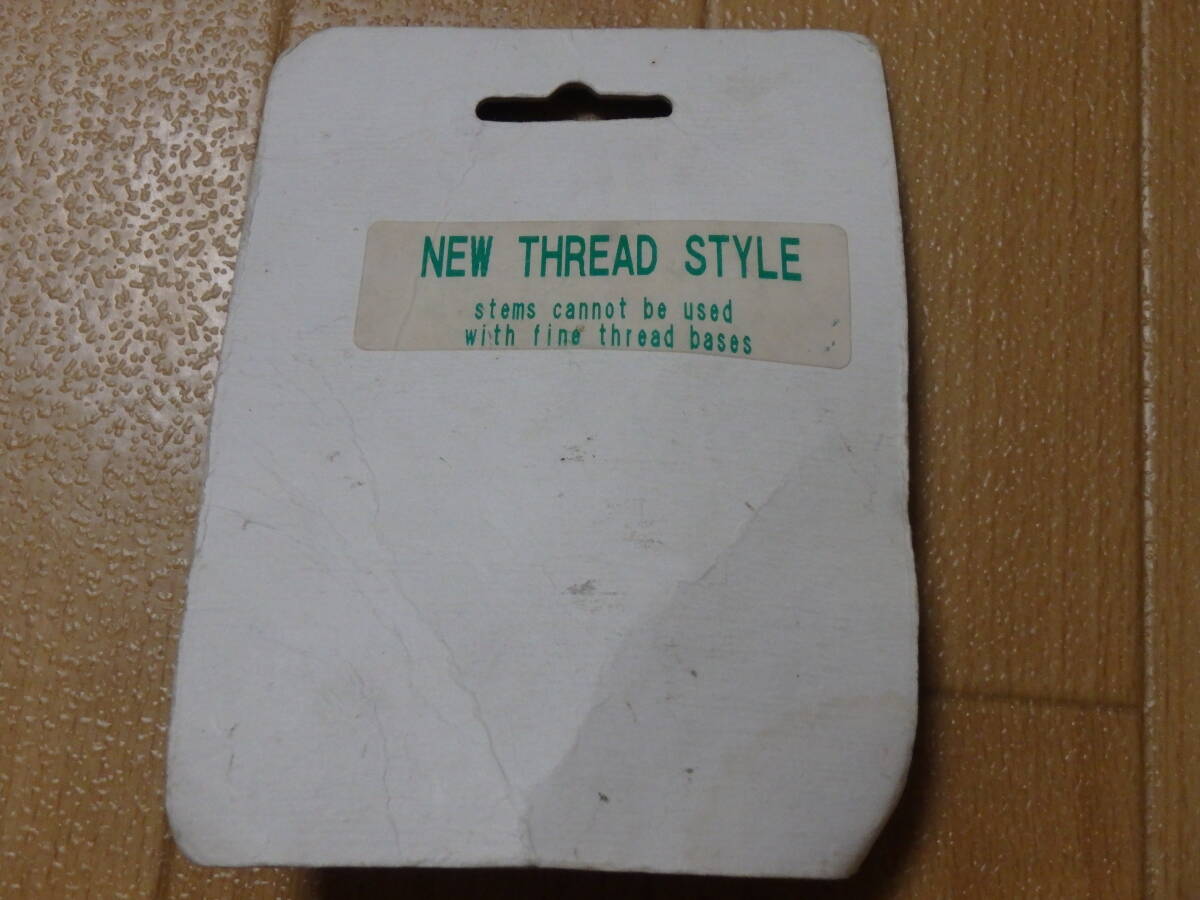 NEW THREAD STYLE
stems cannot be used
with fine thread bases